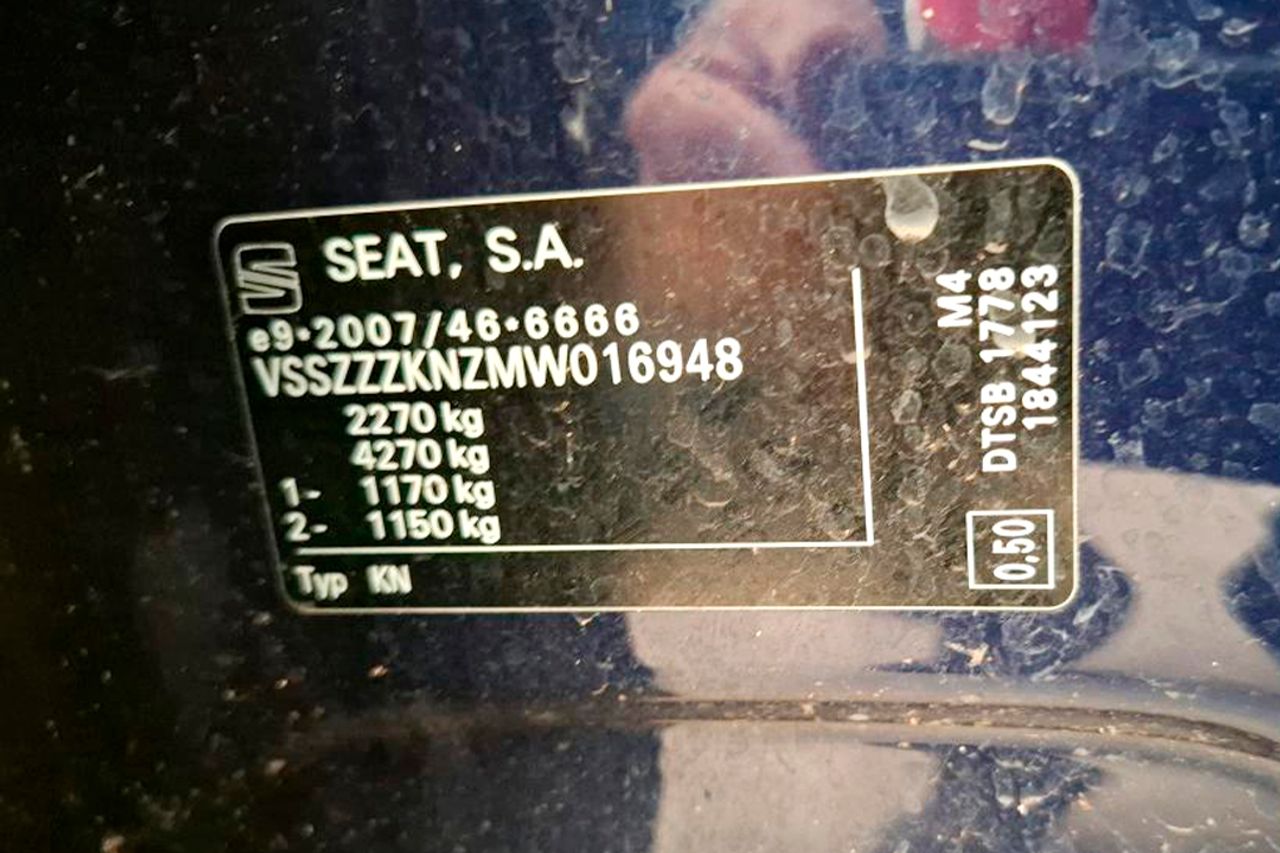 SEAT, S.A.
e9*2007/46*6666
VSSZZZKNZMW016948
2270 kg
4270 kg
1- 1170 kg
2- 1150 kg
Typ KN
M4
DTSB 1778
1844123
0,50